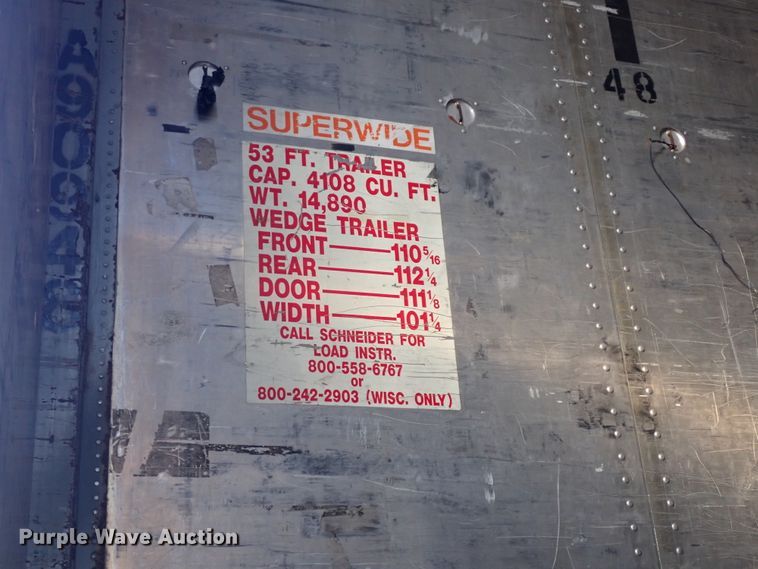 48
SUPERWIDE
53 FT. TRAILER
CAP. 4108 CU. FT.
WT. 14,890
WEDGE TRAILER
FRONT——110 5/16
REAR——112 1/4
DOOR——111 1/8
WIDTH——101 1/4
CALL SCHNEIDER FOR
LOAD INSTR.
800-558-6767
or
800-242-2903 (WISC. ONLY)
Purple Wave Auction